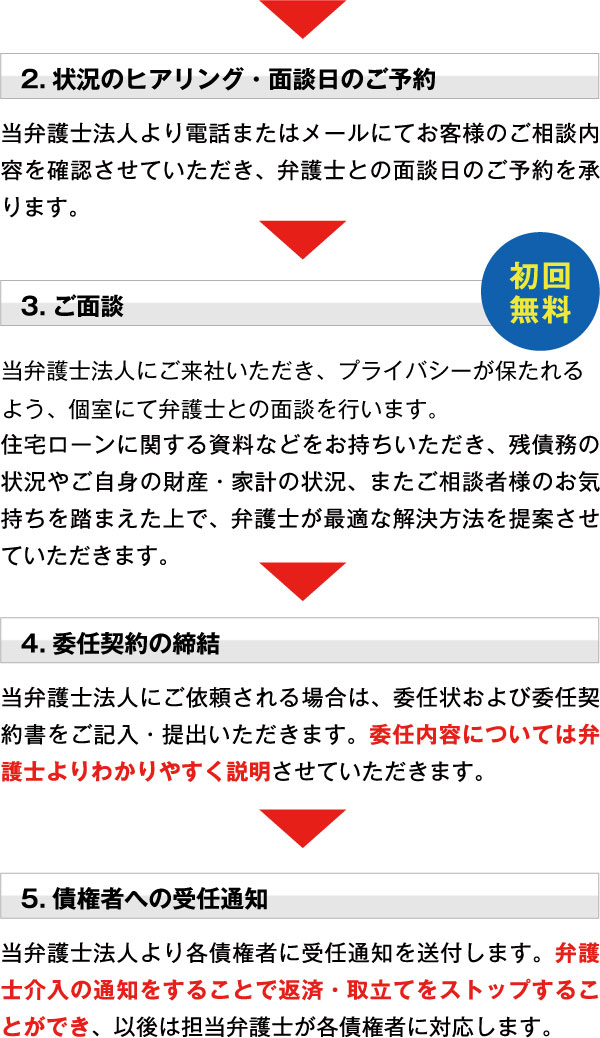 2. 状況のヒアリング・面談日のご予約
当弁護士法人より電話またはメールにてお客様のご相談内
容を確認させていただき、弁護士との面談日のご予約を承
ります。
初回
無料
3. ご面談
当弁護士法人にご来社いただき、プライバシーが保たれる
よう、個室にて弁護士との面談を行います。
住宅ローンに関する資料などをお持ちいただき、残債務の
状況やご自身の財産・家計の状況、またご相談者様のお気
持ちを踏まえた上で、弁護士が最適な解決方法を提案させ
ていただきます。
4. 委任契約の締結
当弁護士法人にご依頼される場合は、委任状および委任契
約書をご記入・提出いただきます。委任内容については弁
護士よりわかりやすく説明させていただきます。
5. 債権者への受任通知
当弁護士法人より各債権者に受任通知を送付します。弁護
士介入の通知をすることで返済・取立てをストップするこ
とができ、以後は担当弁護士が各債権者に対応します。